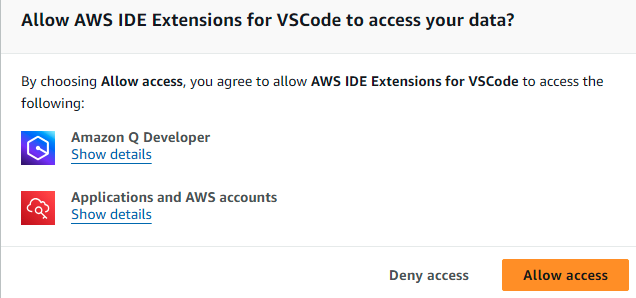 Allow AWS IDE Extensions for VSCode to access your data?
By choosing Allow access, you agree to allow AWS IDE Extensions for VSCode to access the
following:
Amazon Q Developer
Show details
Applications and AWS accounts
Show details
Deny access
Allow access